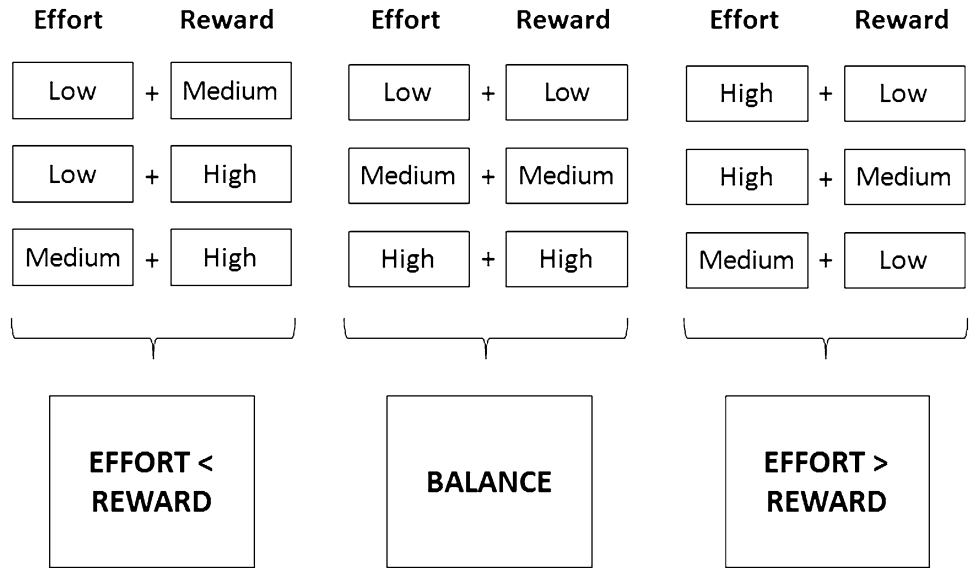 Effort Reward Effort Reward Effort Reward
Low + Medium Low + Low High + Low
Low + High Medium + Medium High + Medium
Medium + High High + High Medium + Low
EFFORT < REWARD BALANCE EFFORT > REWARD